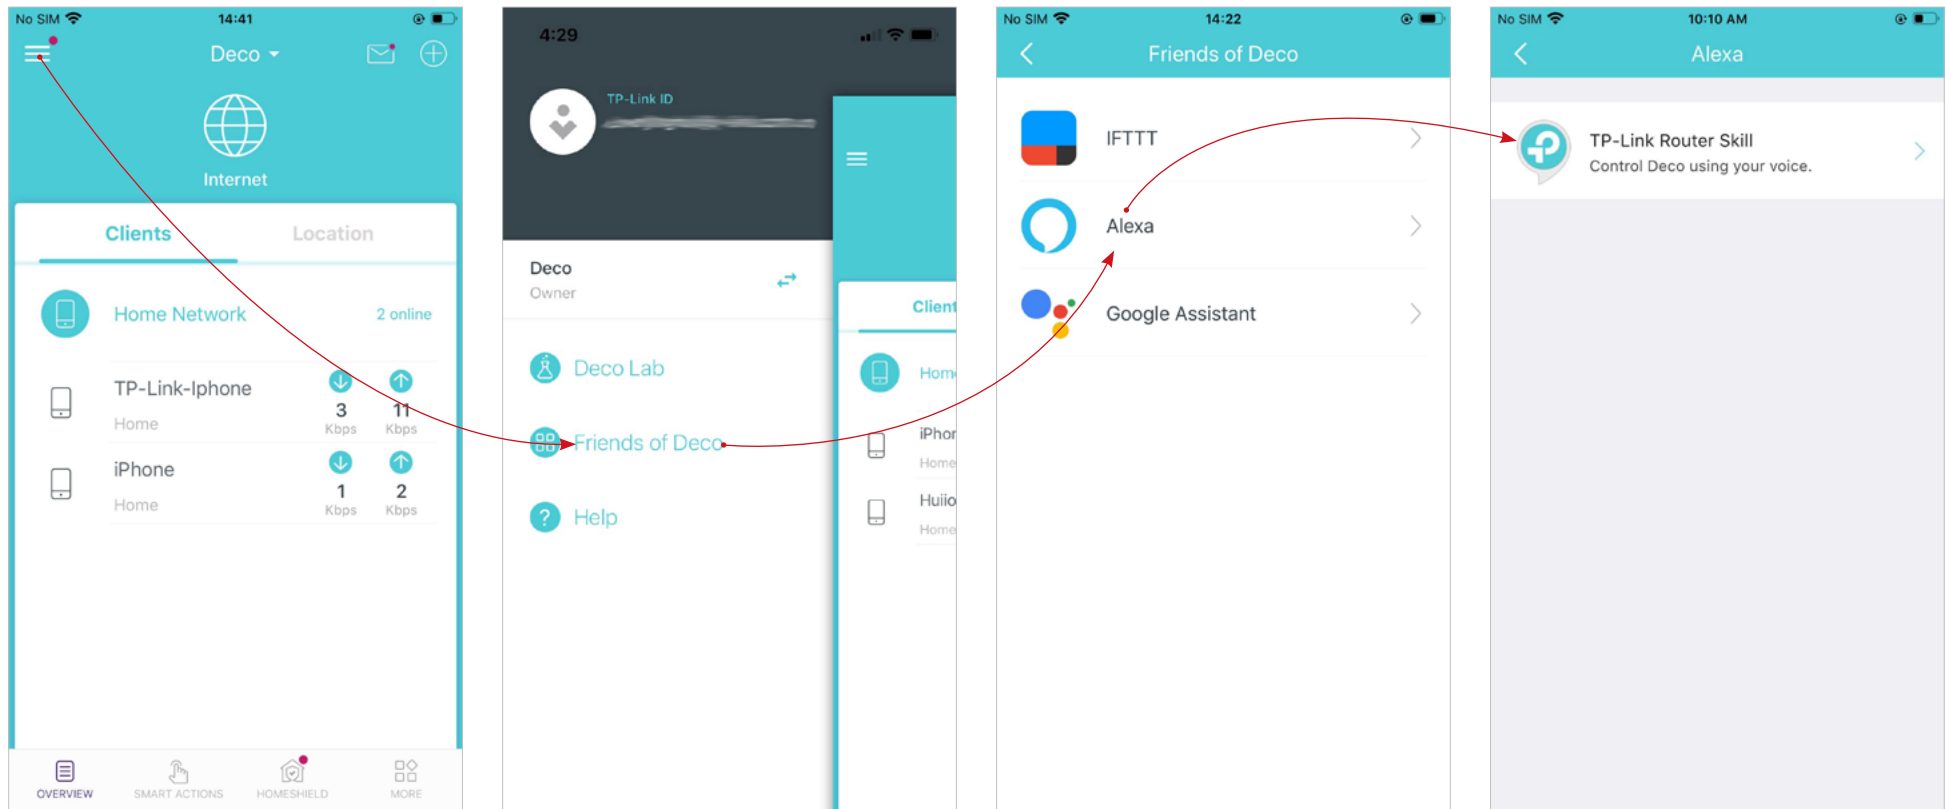 No SIM 14:41
Deco
Internet
Clients Location
Home Network 2 online
TP-Link-Iphone
Home
3 11
Kbps Kbps
iPhone
Home
1 2
Kbps Kbps
OVERVIEW SMART ACTIONS HOMESHIELD MORE
4:29
TP-Link ID
Deco
Owner
Deco Lab
Friends of Deco
Help
Client
Hom
iPhor
Home
Huiio
Home
No SIM 14:22
Friends of Deco
IFTTT
Alexa
Google Assistant
No SIM 10:10 AM
Alexa
TP-Link Router Skill
Control Deco using your voice.